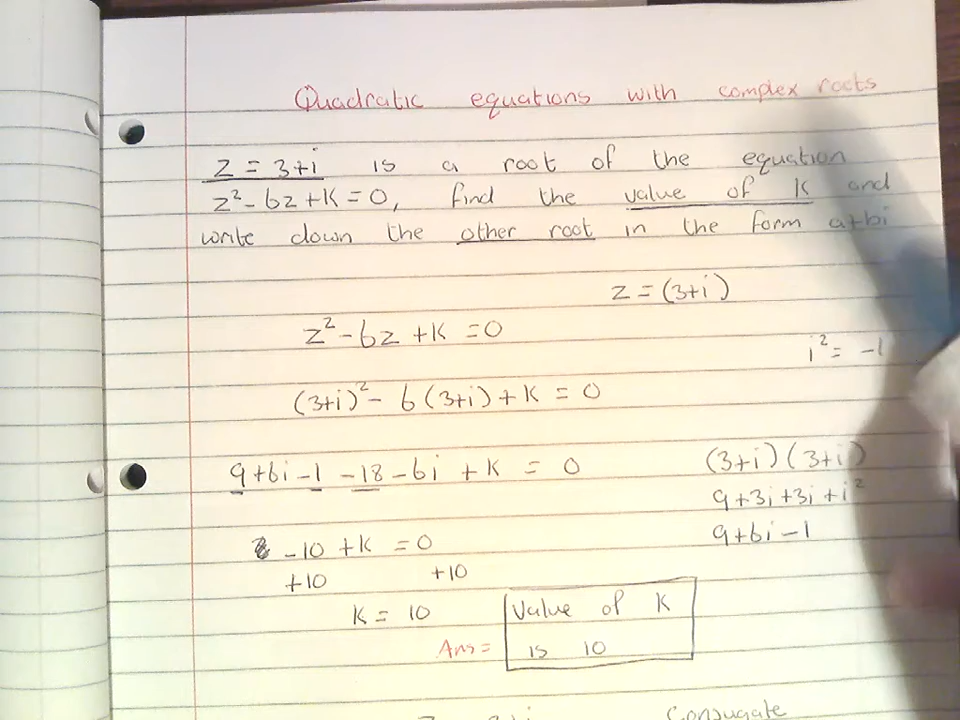 Quadratic equations with complex roots
z = 3+i is a root of the equation
z² - 6z + K = 0, find the value of K and
write down the other root in the form a+bi
z = (3+i)
z² - 6z + K = 0
i² = -1
(3+i)² - 6(3+i) + K = 0
9+6i-1-18-6i + K = 0
(3+i)(3+i)
9+3i+3i+i²
9+6i-1
-10 + K = 0
+10 +10
K = 10
Value of K
Ans = is 10
Conjugate